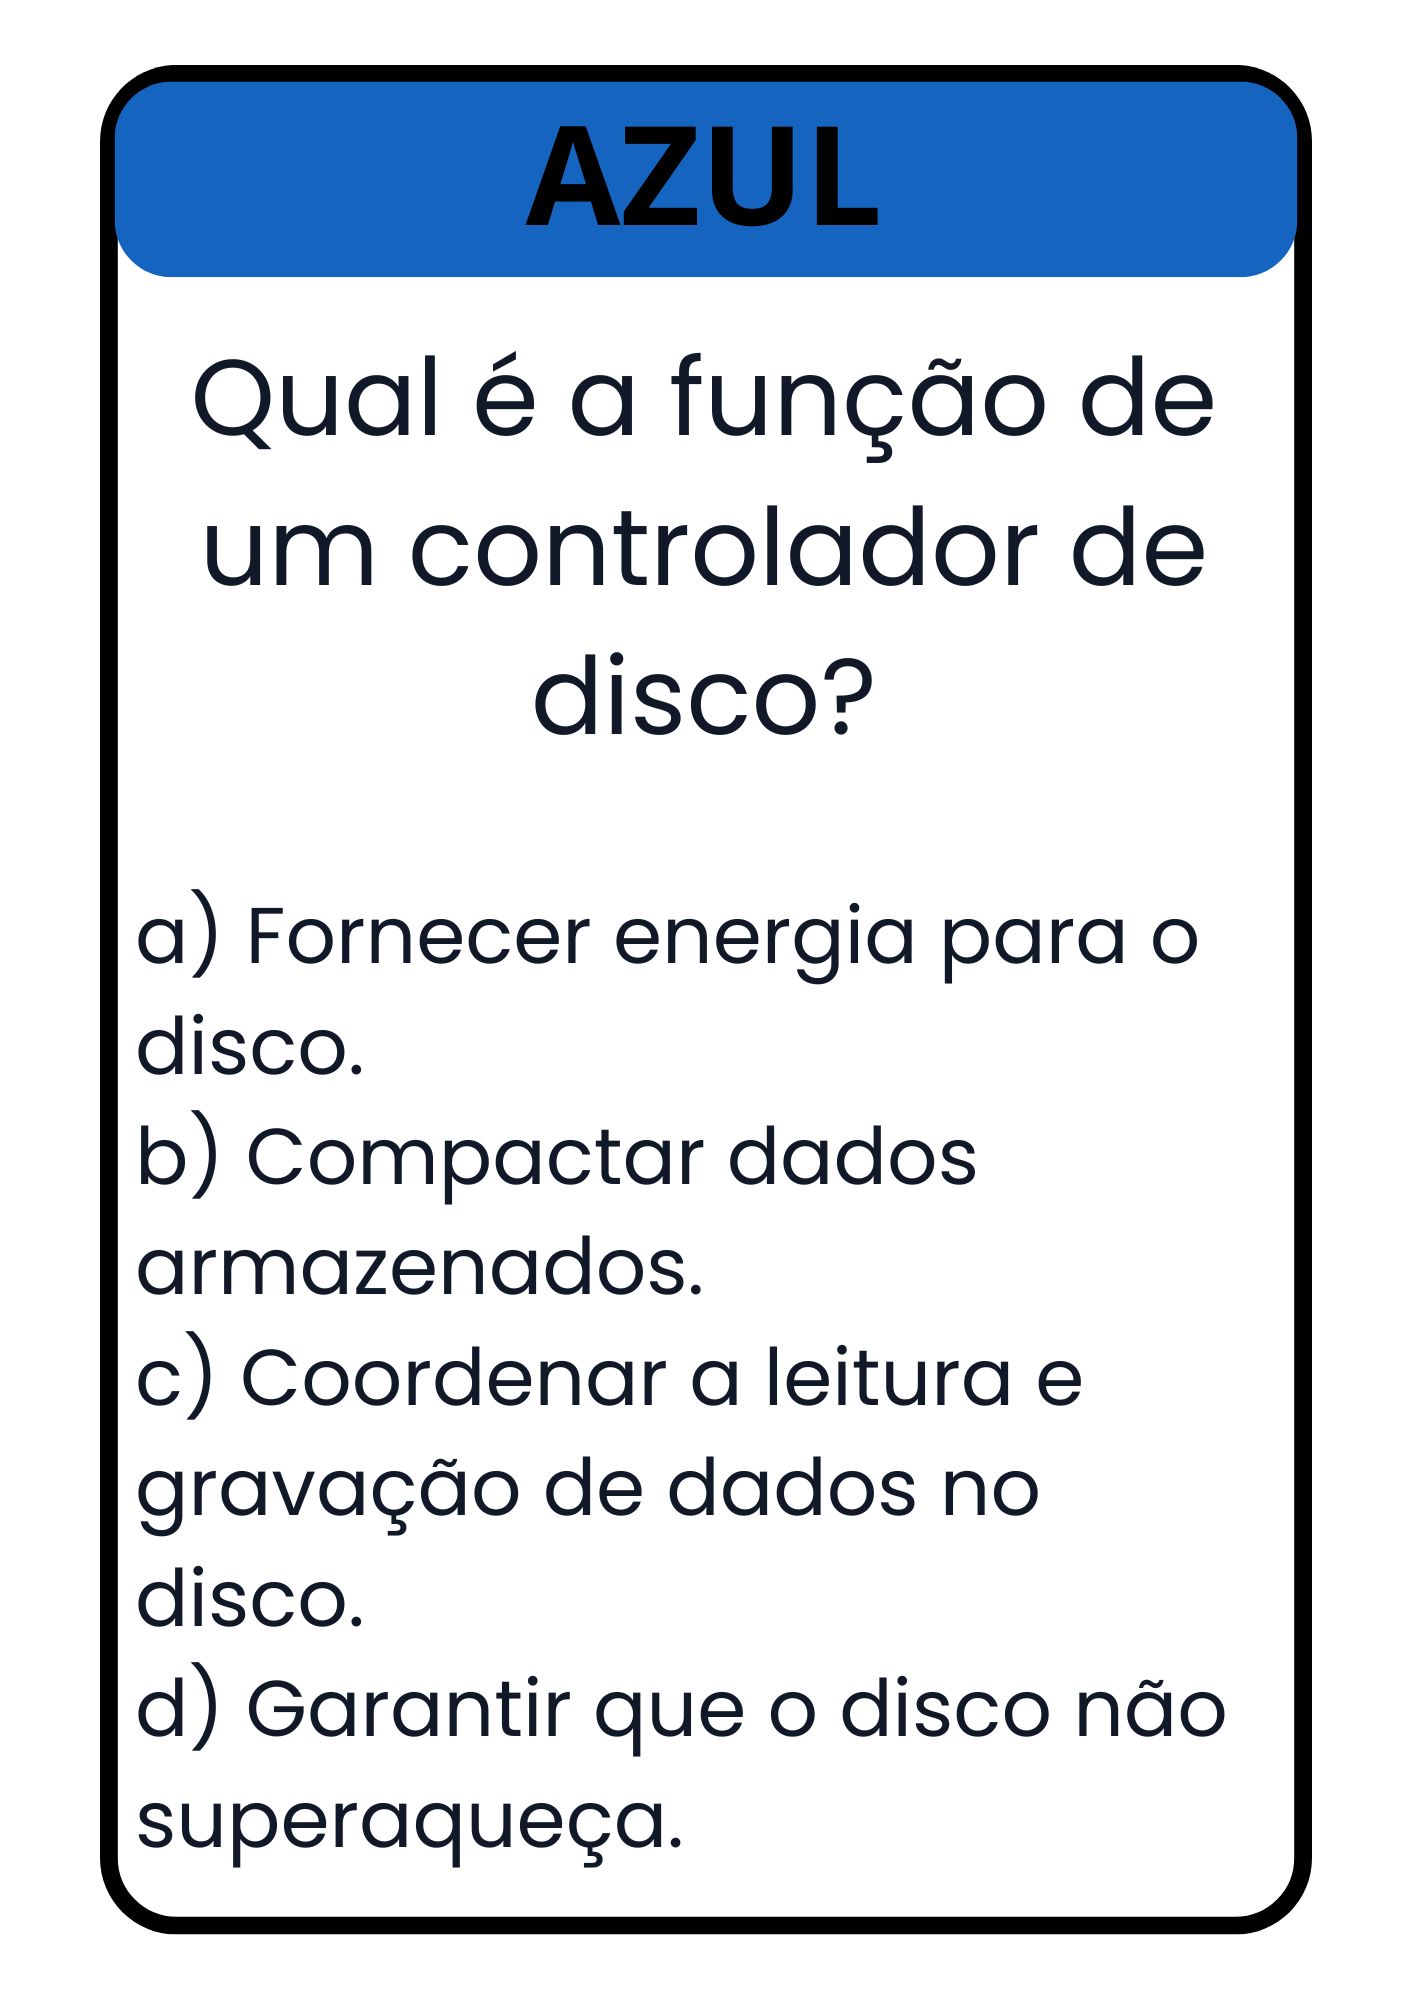 AZUL
Qual é a função de
um controlador de
disco?
a) Fornecer energia para o
disco.
b) Compactar dados
armazenados.
c) Coordenar a leitura e
gravação de dados no
disco.
d) Garantir que o disco não
superaqueça.